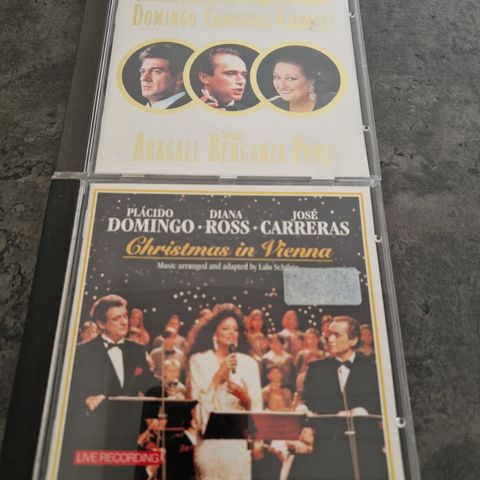 DOMINGO CARRERAS CABALLÉ
WITH
ARAGALL BERGANZA PONS
PLÁCIDO DOMINGO · DIANA ROSS · JOSÉ CARRERAS
Christmas in Vienna
Music arranged and adapted by Lalo Schifrin
LIVE RECORDING